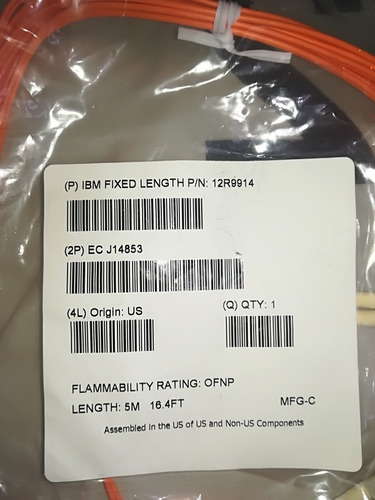 (P) IBM FIXED LENGTH P/N: 12R9914
(2P) EC J14653
(4L) Origin: US
(Q) QTY: 1
FLAMMABILITY RATING: OFNP
LENGTH: 5M 16.4FT
MFG-C
Assembled in the US of US and Non-US Components